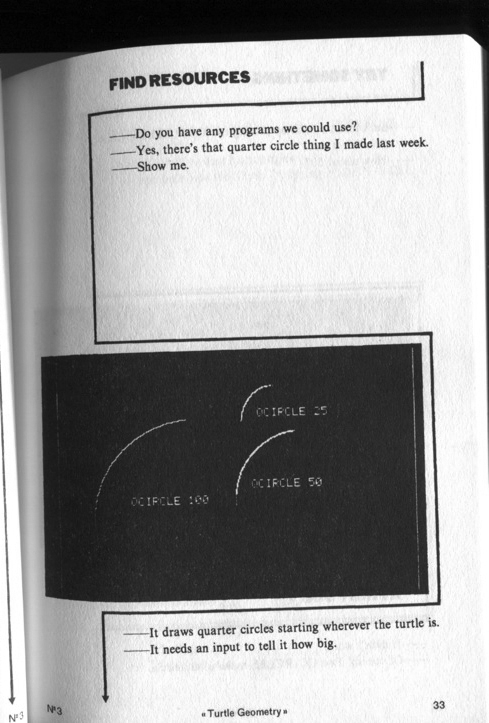 FIND RESOURCES
——Do you have any programs we could use?
——Yes, there's that quarter circle thing I made last week.
——Show me.
QCIRCLE 25
QCIRCLE 50
QCIRCLE 100
——It draws quarter circles starting wherever the turtle is.
——It needs an input to tell it how big.
Nº3
Nº3
«Turtle Geometry»
33